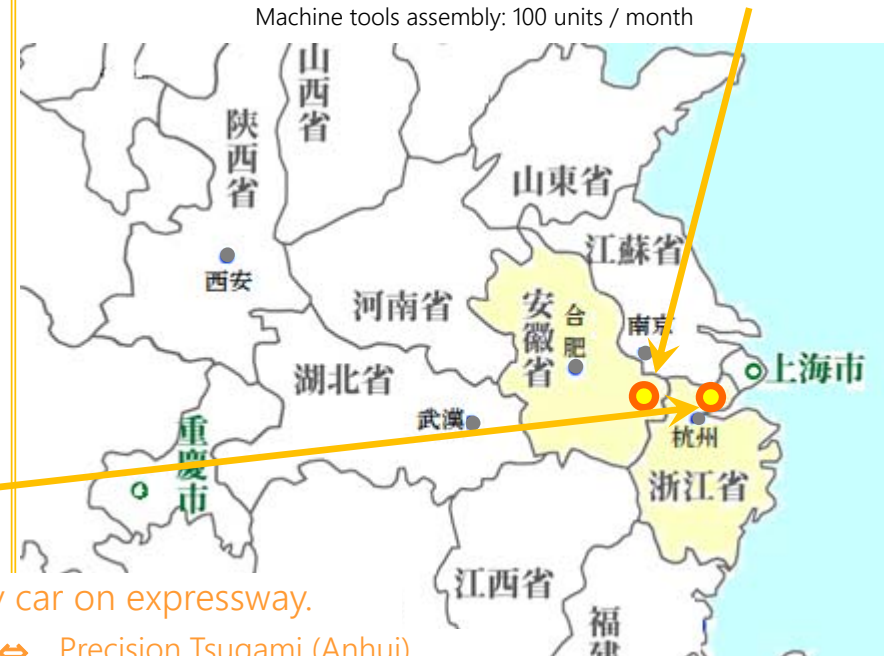 Machine tools assembly: 100 units / month
山西省
陝西省
山東省
江蘇省
西安
河南省
安徽省
合肥
南京
上海市
湖北省
武漢
杭州
重慶市
浙江省
car on expressway.
江西省
⇔ Precision Tsugami (Anhui)
福建